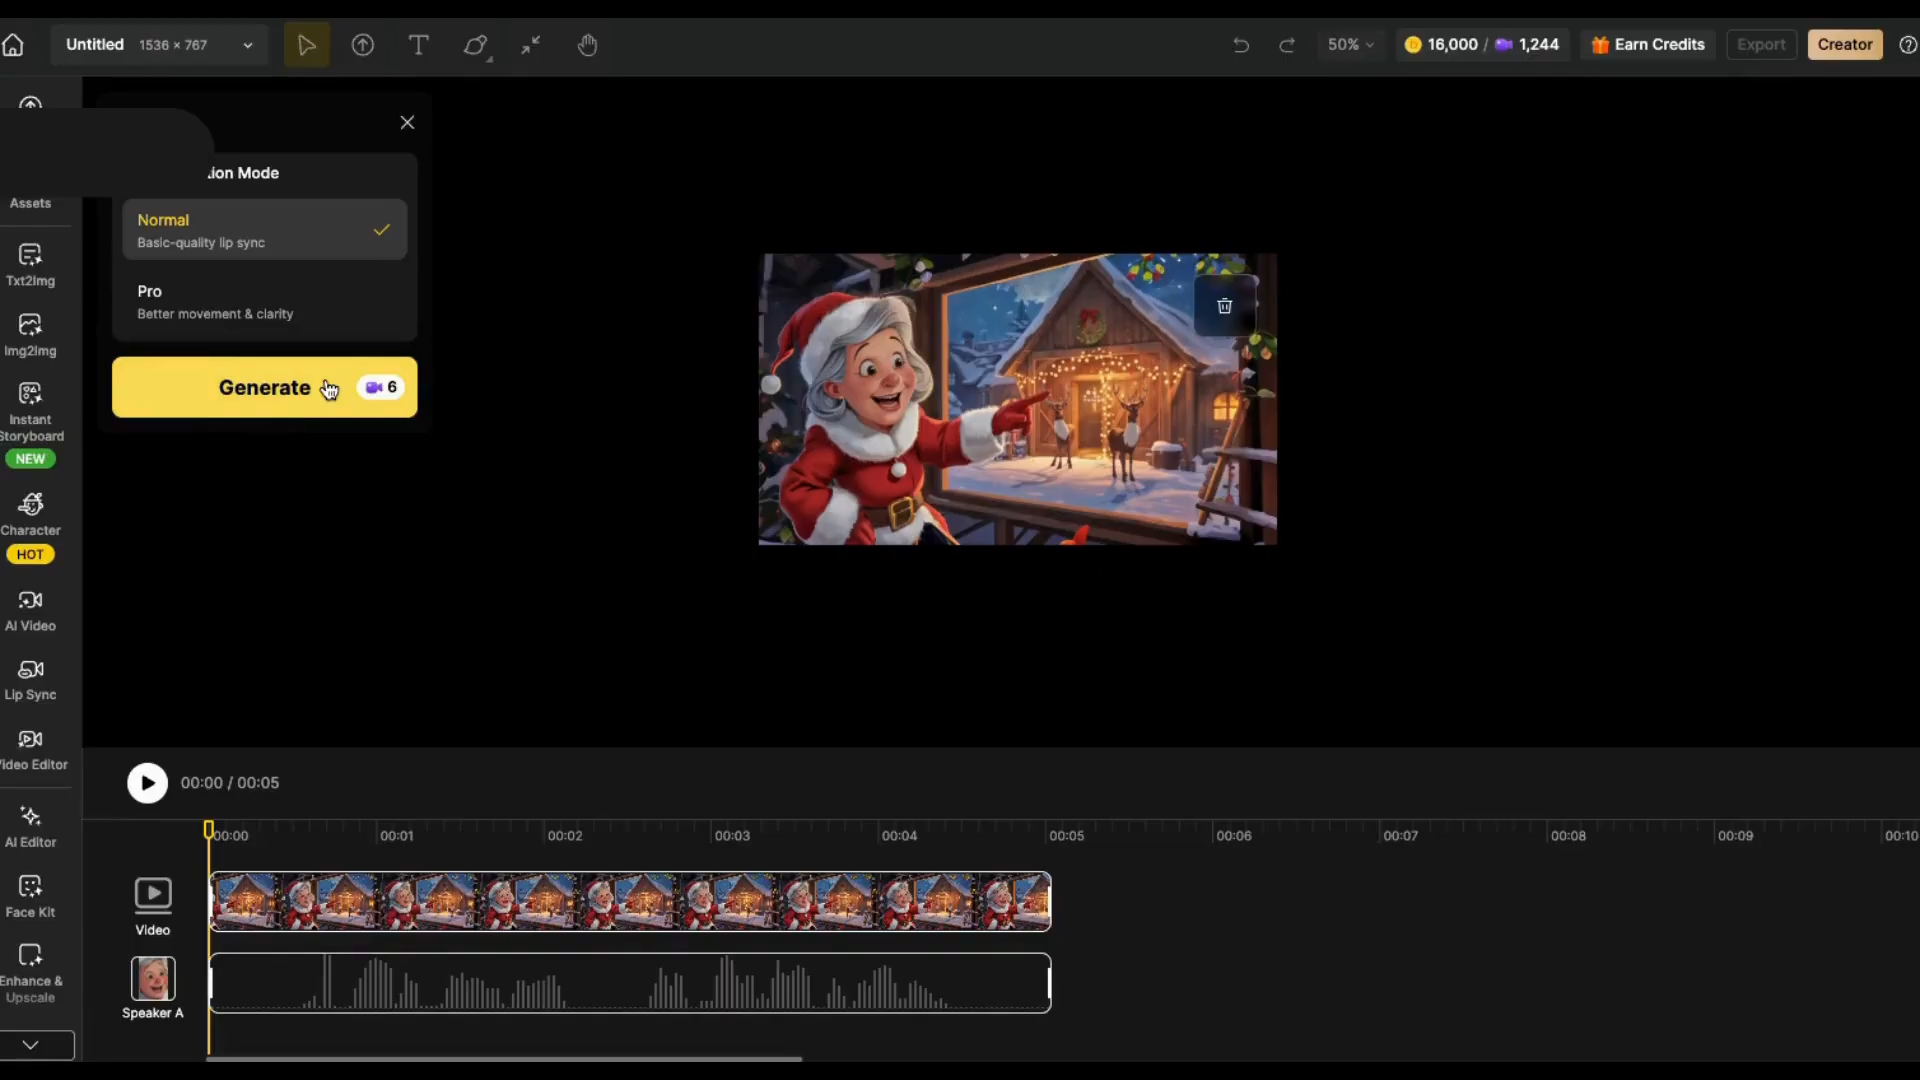 Untitled 1536 × 767
50%
16,000 / 1,244
Earn Credits
Export
Creator
Assets
Txt2Img
Img2Img
Instant
Storyboard
NEW
Character
HOT
AI Video
Lip Sync
Video Editor
AI Editor
Face Kit
Enhance &
Upscale
tion Mode
Normal
Basic-quality lip sync
Pro
Better movement & clarity
Generate 6
00:00 / 00:05
00:00 00:01 00:02 00:03 00:04 00:05 00:06 00:07 00:08 00:09 00:10
Video
Speaker A